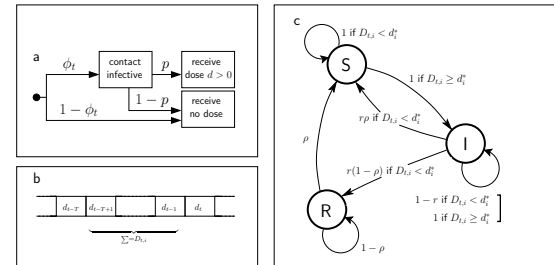 a
ϕ_t
contact
infective
p
receive
dose d > 0
1 − p
receive
no dose
1 − ϕ_t
b
d_{t−T} d_{t−T+1} d_{t−1} d_t
∑=D_{t,i}
c
1 if D_{t,i} < d_i^*
S
1 if D_{t,i} ≥ d_i^*
rρ if D_{t,i} < d_i^*
I
ρ
r(1 − ρ) if D_{t,i} < d_i^*
1 − r if D_{t,i} < d_i^*
1 if D_{t,i} ≥ d_i^*
R
1 − ρ